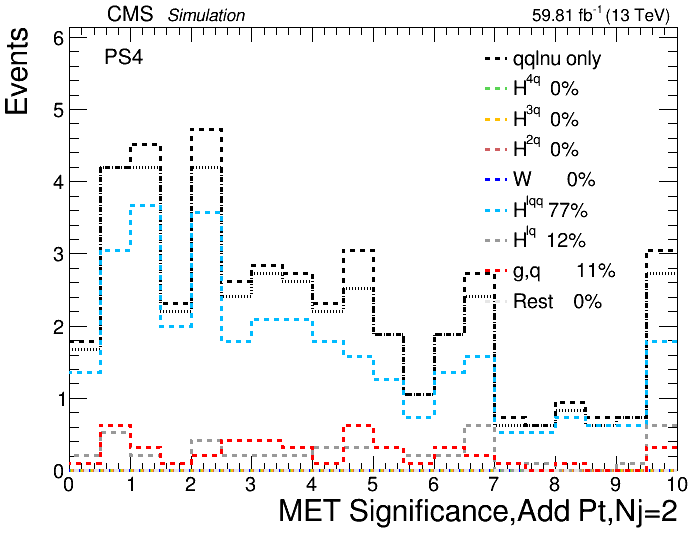 CMS Simulation 59.81 fb⁻¹ (13 TeV)
PS4
Events
qqlnu only
H⁴q 0%
H³q 0%
H²q 0%
W 0%
H^lqq 77%
H^lq 12%
g,q 11%
Rest 0%
6
5
4
3
2
1
0
0 1 2 3 4 5 6 7 8 9 10
MET Significance,Add Pt,Nj=2